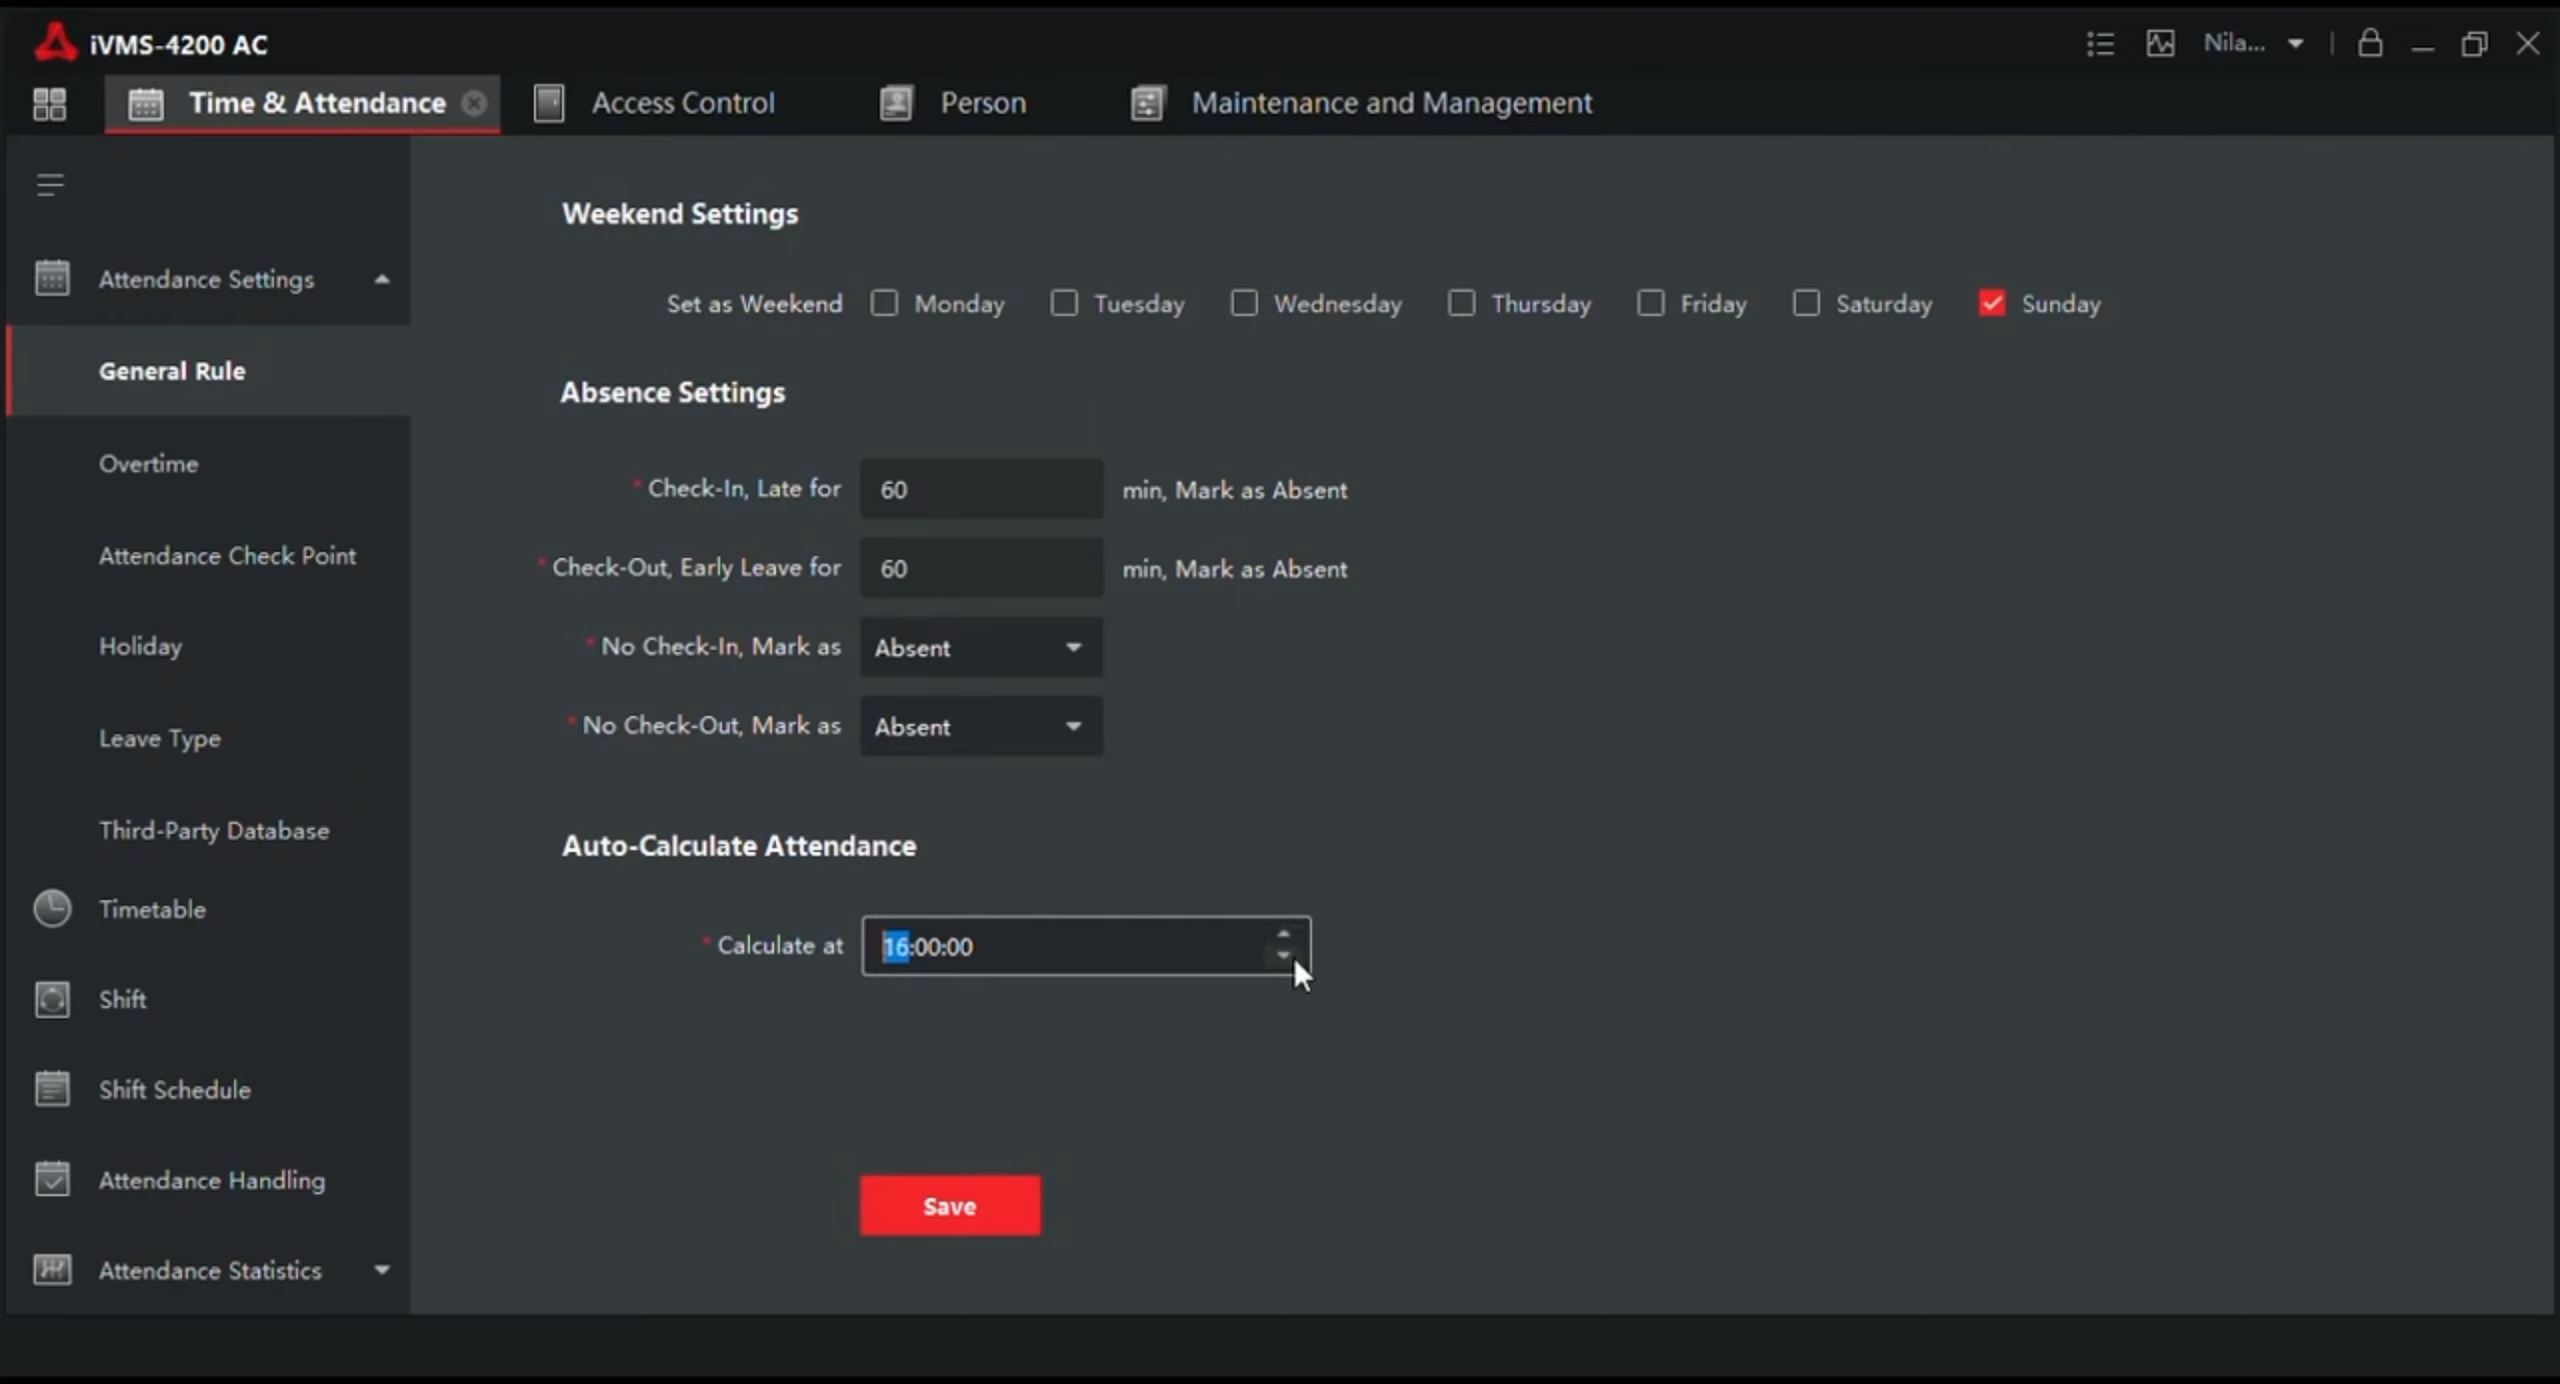 iVMS-4200 AC
Nila...
Time & Attendance
Access Control
Person
Maintenance and Management
Attendance Settings
General Rule
Overtime
Attendance Check Point
Holiday
Leave Type
Third-Party Database
Timetable
Shift
Shift Schedule
Attendance Handling
Attendance Statistics
Weekend Settings
Set as Weekend Monday Tuesday Wednesday Thursday Friday Saturday Sunday
Absence Settings
* Check-In, Late for 60 min, Mark as Absent
* Check-Out, Early Leave for 60 min, Mark as Absent
* No Check-In, Mark as Absent
* No Check-Out, Mark as Absent
Auto-Calculate Attendance
* Calculate at 16:00:00
Save